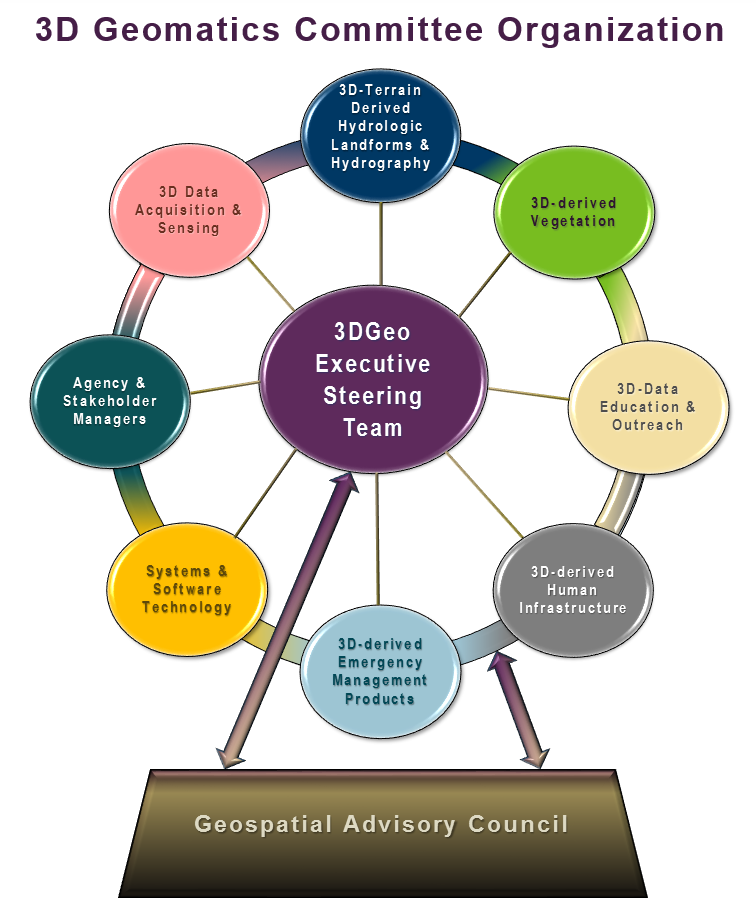 3D Geomatics Committee Organization
3D-Terrain
Derived
Hydrologic
Landforms &
Hydrography
3D Data
Acquisition &
Sensing
3D-derived
Vegetation
3DGeo
Executive
Steering
Team
Agency &
Stakeholder
Managers
3D-Data
Education &
Outreach
Systems &
Software
Technology
3D-derived
Human
Infrastructure
3D-derived
Emergency
Management
Products
Geospatial Advisory Council